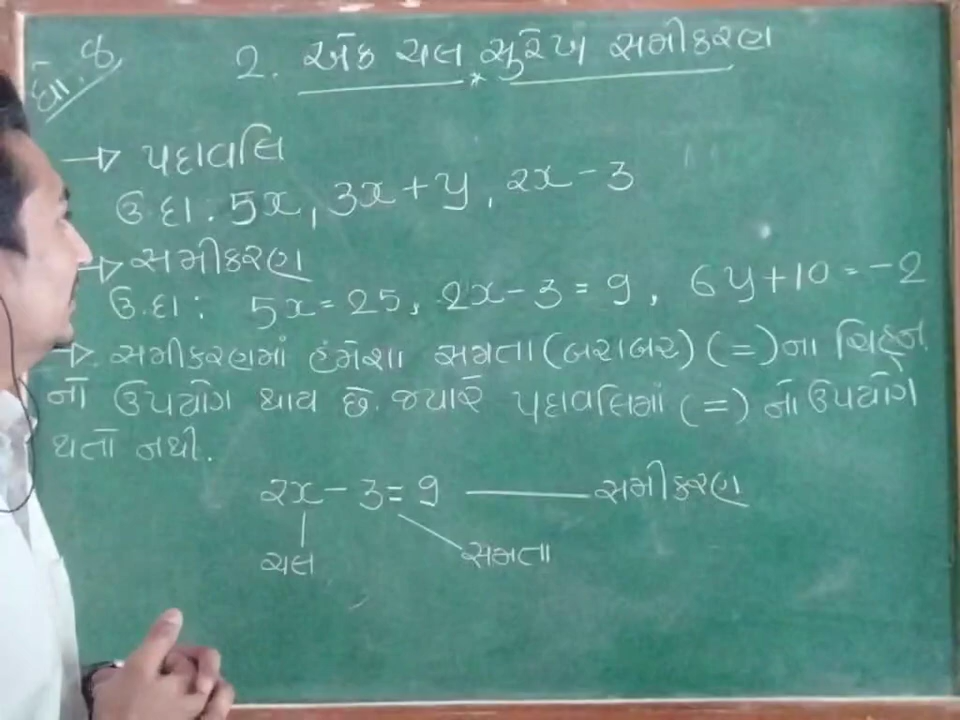 ધો. ૪
2. એક ચલ સુરેખ સમીકરણ
→ પદાવલિ
ઉ.દા. 5x, 3x+y, 2x-3
→ સમીકરણ
ઉ.દા: 5x=25, 2x-3=9, 6y+10=-2
→ સમીકરણમાં હંમેશા સમતા(બરાબર)(=)ના ચિહ્ન
નો ઉપયોગ થાય છે. જ્યારે પદાવલિમાં (=) નો ઉપયોગ
થતો નથી.
2x-3=9 — સમીકરણ
ચલ સમતા